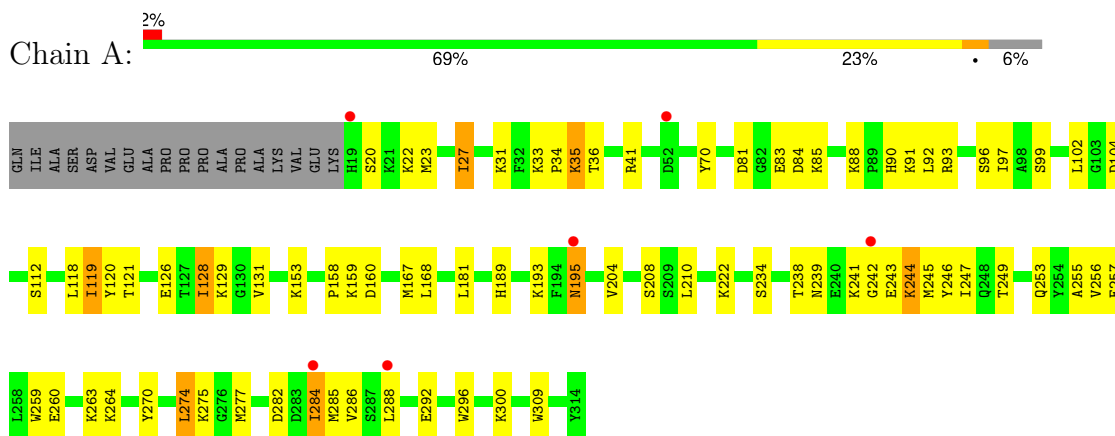 2%
Chain A:
69% 23% • 6%
GLN ILE ALA SER ASP VAL GLU ALA PRO PRO PRO ALA PRO ALA LYS VAL VAL GLU LYS H19 S20 K21 K22 M23 I27 K31 F32 K33 P34 K35 T36 R41 D52 Y70 D81 G82 E83 D84 K85 K88 P89 H90 K91 L92 R93 S96 I97 A98 S99 L102 G103 D104
S112 L118 I119 Y120 T121 E126 T127 I128 K129 G130 V131 K153 P158 K159 D160 M167 L168 L181 H189 K193 F194 N195 V204 S208 S209 L210 K222 S234 T238 N239 E240 K241 G242 E243 K244 M245 Y246 I247 Q248 T249 Q253 Y254 A255 V256 E257
L258 W259 E260 K263 K264 Y270 L274 K275 G276 M277 D282 D283 I284 M285 V286 S287 L288 E292 W296 K300 W309 Y314